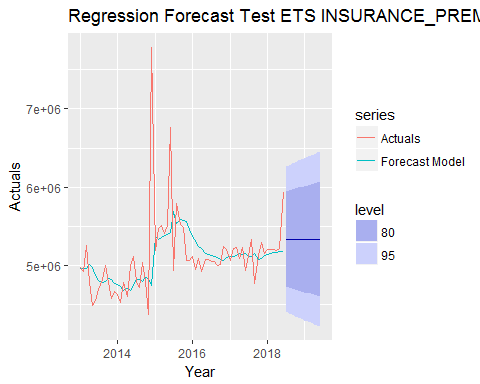 Regression Forecast Test ETS INSURANCE_PREM
Actuals
7e+06
6e+06
5e+06
2014
2016
2018
Year
series
Actuals
Forecast Model
level
80
95